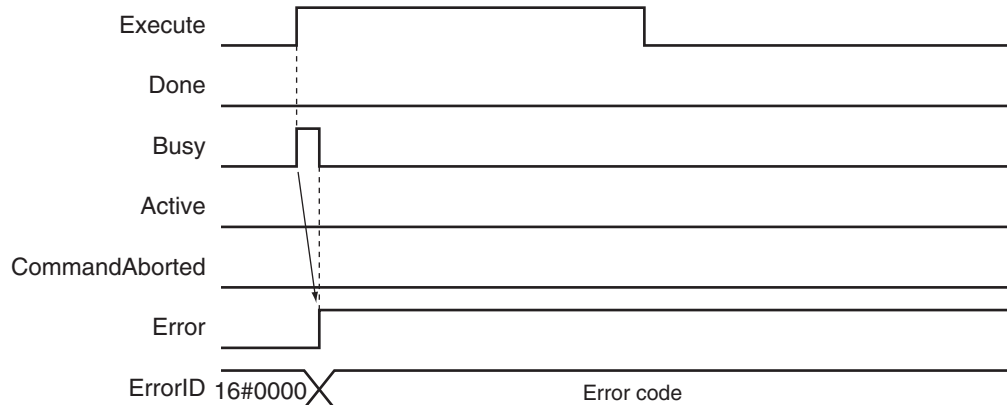 Execute
Done
Busy
Active
CommandAborted
Error
ErrorID 16#0000 Error code